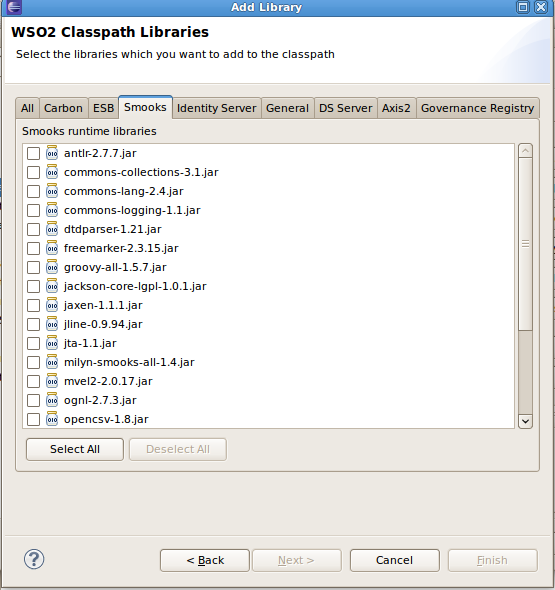 Add Library
WSO2 Classpath Libraries
Select the libraries which you want to add to the classpath
All Carbon ESB Smooks Identity Server General DS Server Axis2 Governance Registry
Smooks runtime libraries
antlr-2.7.7.jar
commons-collections-3.1.jar
commons-lang-2.4.jar
commons-logging-1.1.jar
dtdparser-1.21.jar
freemarker-2.3.15.jar
groovy-all-1.5.7.jar
jackson-core-lgpl-1.0.1.jar
jaxen-1.1.1.jar
jline-0.9.94.jar
jta-1.1.jar
milyn-smooks-all-1.4.jar
mvel2-2.0.17.jar
ognl-2.7.3.jar
opencsv-1.8.jar
Select All Deselect All
? < Back Next > Cancel Finish